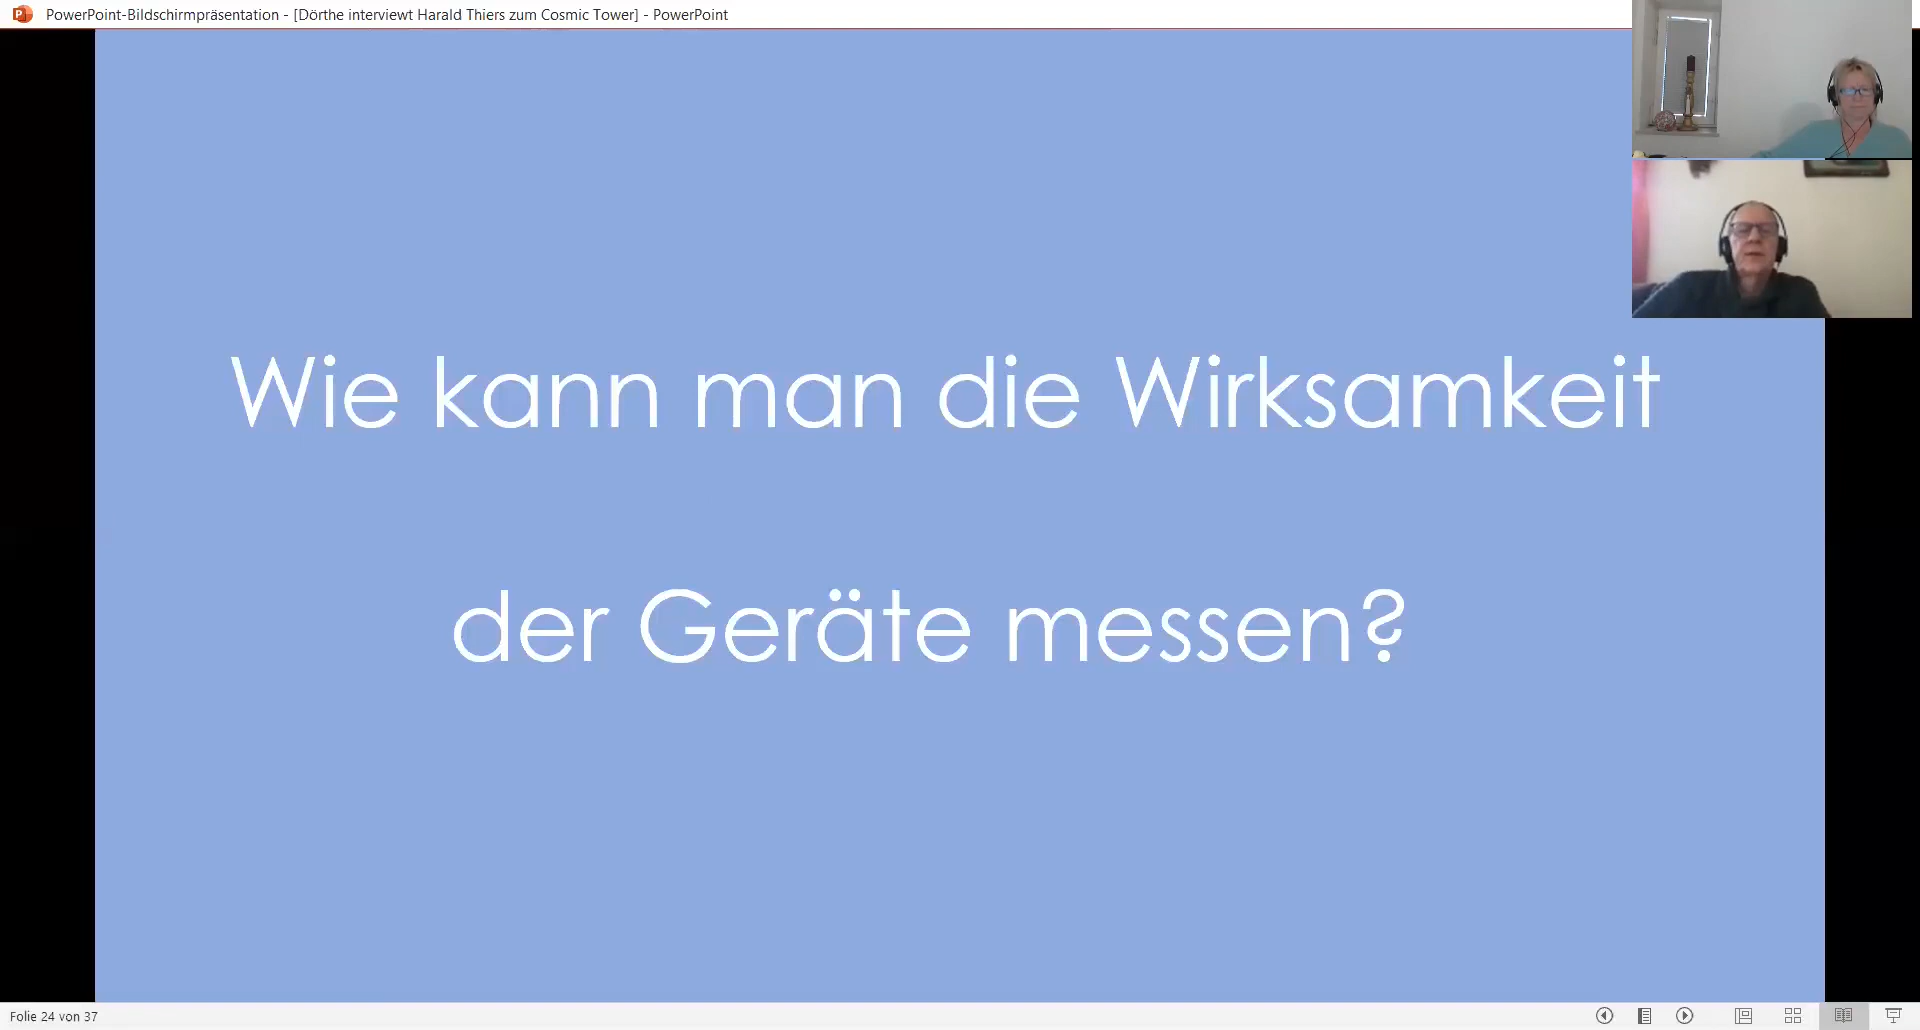 PowerPoint-Bildschirmpräsentation - [Dörthe interviewt Harald Thiers zum Cosmic Tower] - PowerPoint
Wie kann man die Wirksamkeit
der Geräte messen?
Folie 24 von 37